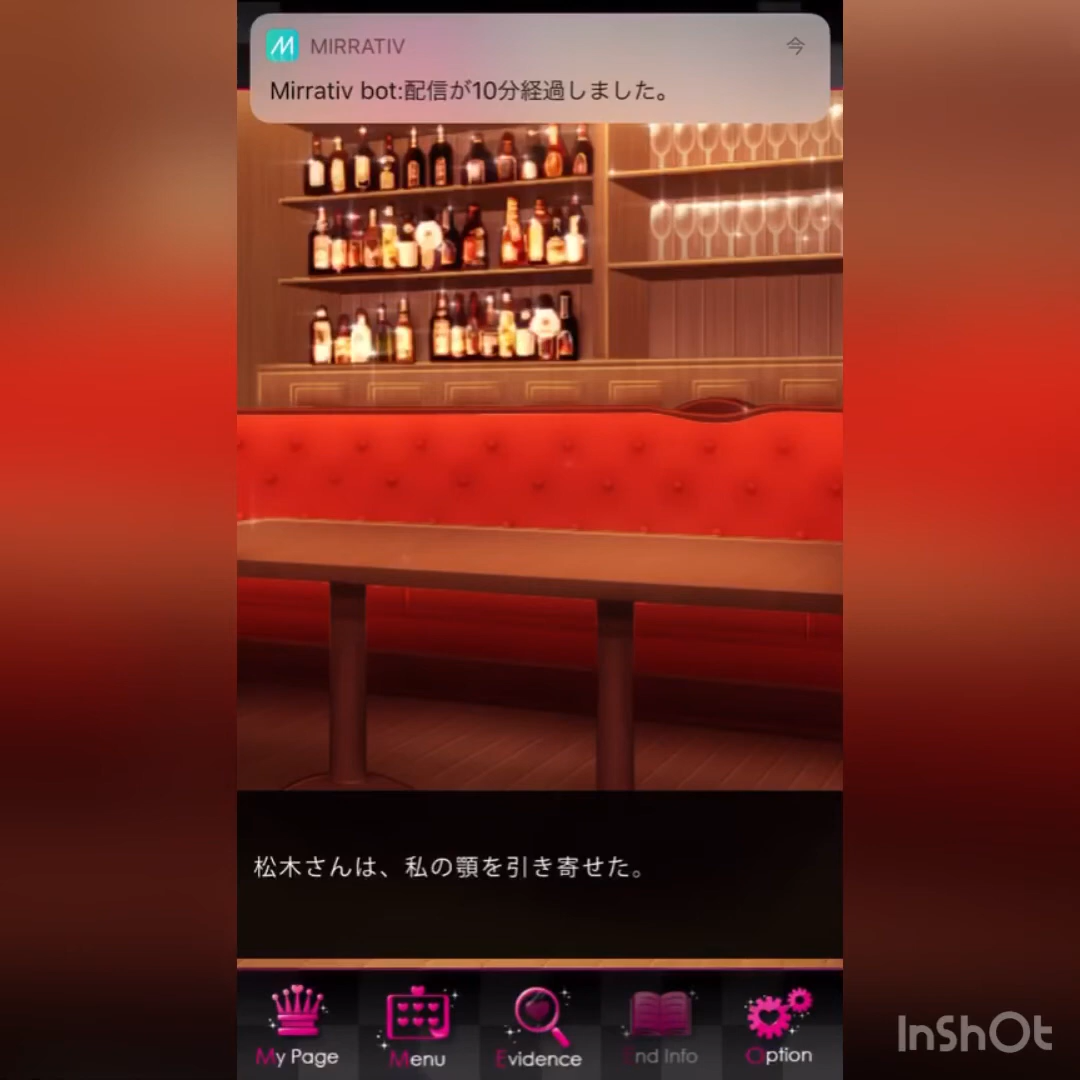 MIRRATIV
今
Mirrativ bot:配信が10分経過しました。
松木さんは、私の顎を引き寄せた。
My Page
Menu
Evidence
End Info
Option
InShOt